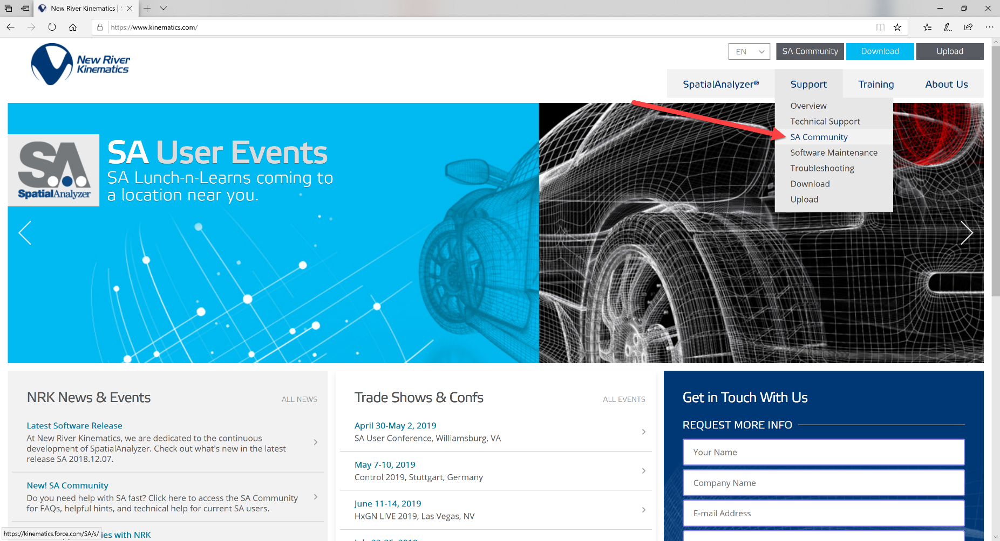 New River Kinematics | S
https://www.kinematics.com/
New River
Kinematics
EN
SA Community
Download
Upload
SpatialAnalyzer®
Support
Training
About Us
Overview
Technical Support
SA Community
Software Maintenance
Troubleshooting
Download
Upload
SA
SpatialAnalyzer
SA User Events
SA Lunch-n-Learns coming to
a location near you.
NRK News & Events
ALL NEWS
Latest Software Release
At New River Kinematics, we are dedicated to the continuous
development of SpatialAnalyzer. Check out what's new in the latest
release SA 2018.12.07.
New! SA Community
Do you need help with SA fast? Click here to access the SA Community
for FAQs, helpful hints, and technical help for current SA users.
with NRK
https://kinematics.force.com/SA/s/
Trade Shows & Confs
ALL EVENTS
April 30-May 2, 2019
SA User Conference, Williamsburg, VA
May 7-10, 2019
Control 2019, Stuttgart, Germany
June 11-14, 2019
HxGN LIVE 2019, Las Vegas, NV
Get in Touch With Us
REQUEST MORE INFO
Your Name
Company Name
E-mail Address